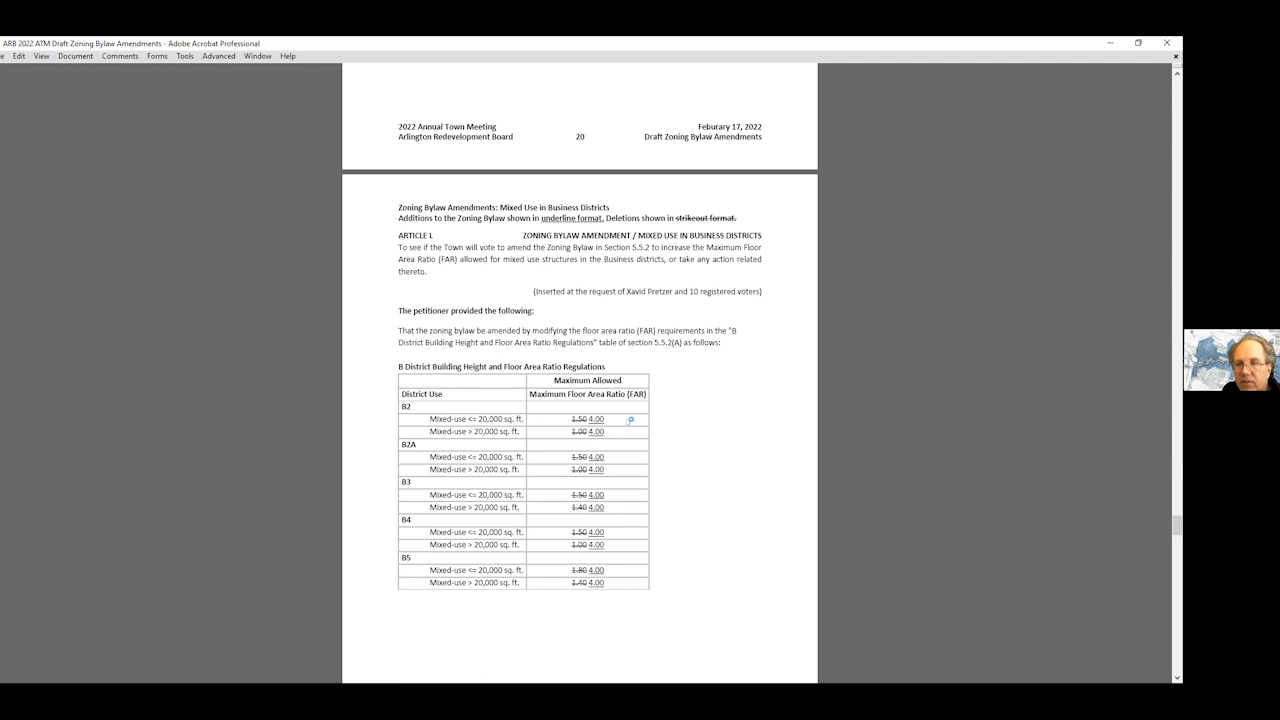 ARB 2022 ATM Draft Zoning Bylaw Amendments - Adobe Acrobat Professional
e Edit View Document Comments Forms Tools Advanced Window Help
2022 Annual Town Meeting Feburary 17, 2022
Arlington Redevelopment Board 20 Draft Zoning Bylaw Amendments
Zoning Bylaw Amendments: Mixed Use in Business Districts
Additions to the Zoning Bylaw shown in underline format. Deletions shown in strikeout format.
ARTICLE L ZONING BYLAW AMENDMENT / MIXED USE IN BUSINESS DISTRICTS
To see if the Town will vote to amend the Zoning Bylaw in Section 5.5.2 to increase the Maximum Floor
Area Ratio (FAR) allowed for mixed use structures in the Business districts, or take any action related
thereto.
(Inserted at the request of Xavid Pretzer and 10 registered voters)
The petitioner provided the following:
That the zoning bylaw be amended by modifying the floor area ratio (FAR) requirements in the "B
District Building Height and Floor Area Ratio Regulations" table of section 5.5.2(A) as follows:
B District Building Height and Floor Area Ratio Regulations
Maximum Allowed
District Use Maximum Floor Area Ratio (FAR)
B2
Mixed-use <= 20,000 sq. ft. 1.50 4.00
Mixed-use > 20,000 sq. ft. 1.00 4.00
B2A
Mixed-use <= 20,000 sq. ft. 1.50 4.00
Mixed-use > 20,000 sq. ft. 1.00 4.00
B3
Mixed-use <= 20,000 sq. ft. 1.50 4.00
Mixed-use > 20,000 sq. ft. 1.40 4.00
B4
Mixed-use <= 20,000 sq. ft. 1.50 4.00
Mixed-use > 20,000 sq. ft. 1.00 4.00
B5
Mixed-use <= 20,000 sq. ft. 1.80 4.00
Mixed-use > 20,000 sq. ft. 1.40 4.00